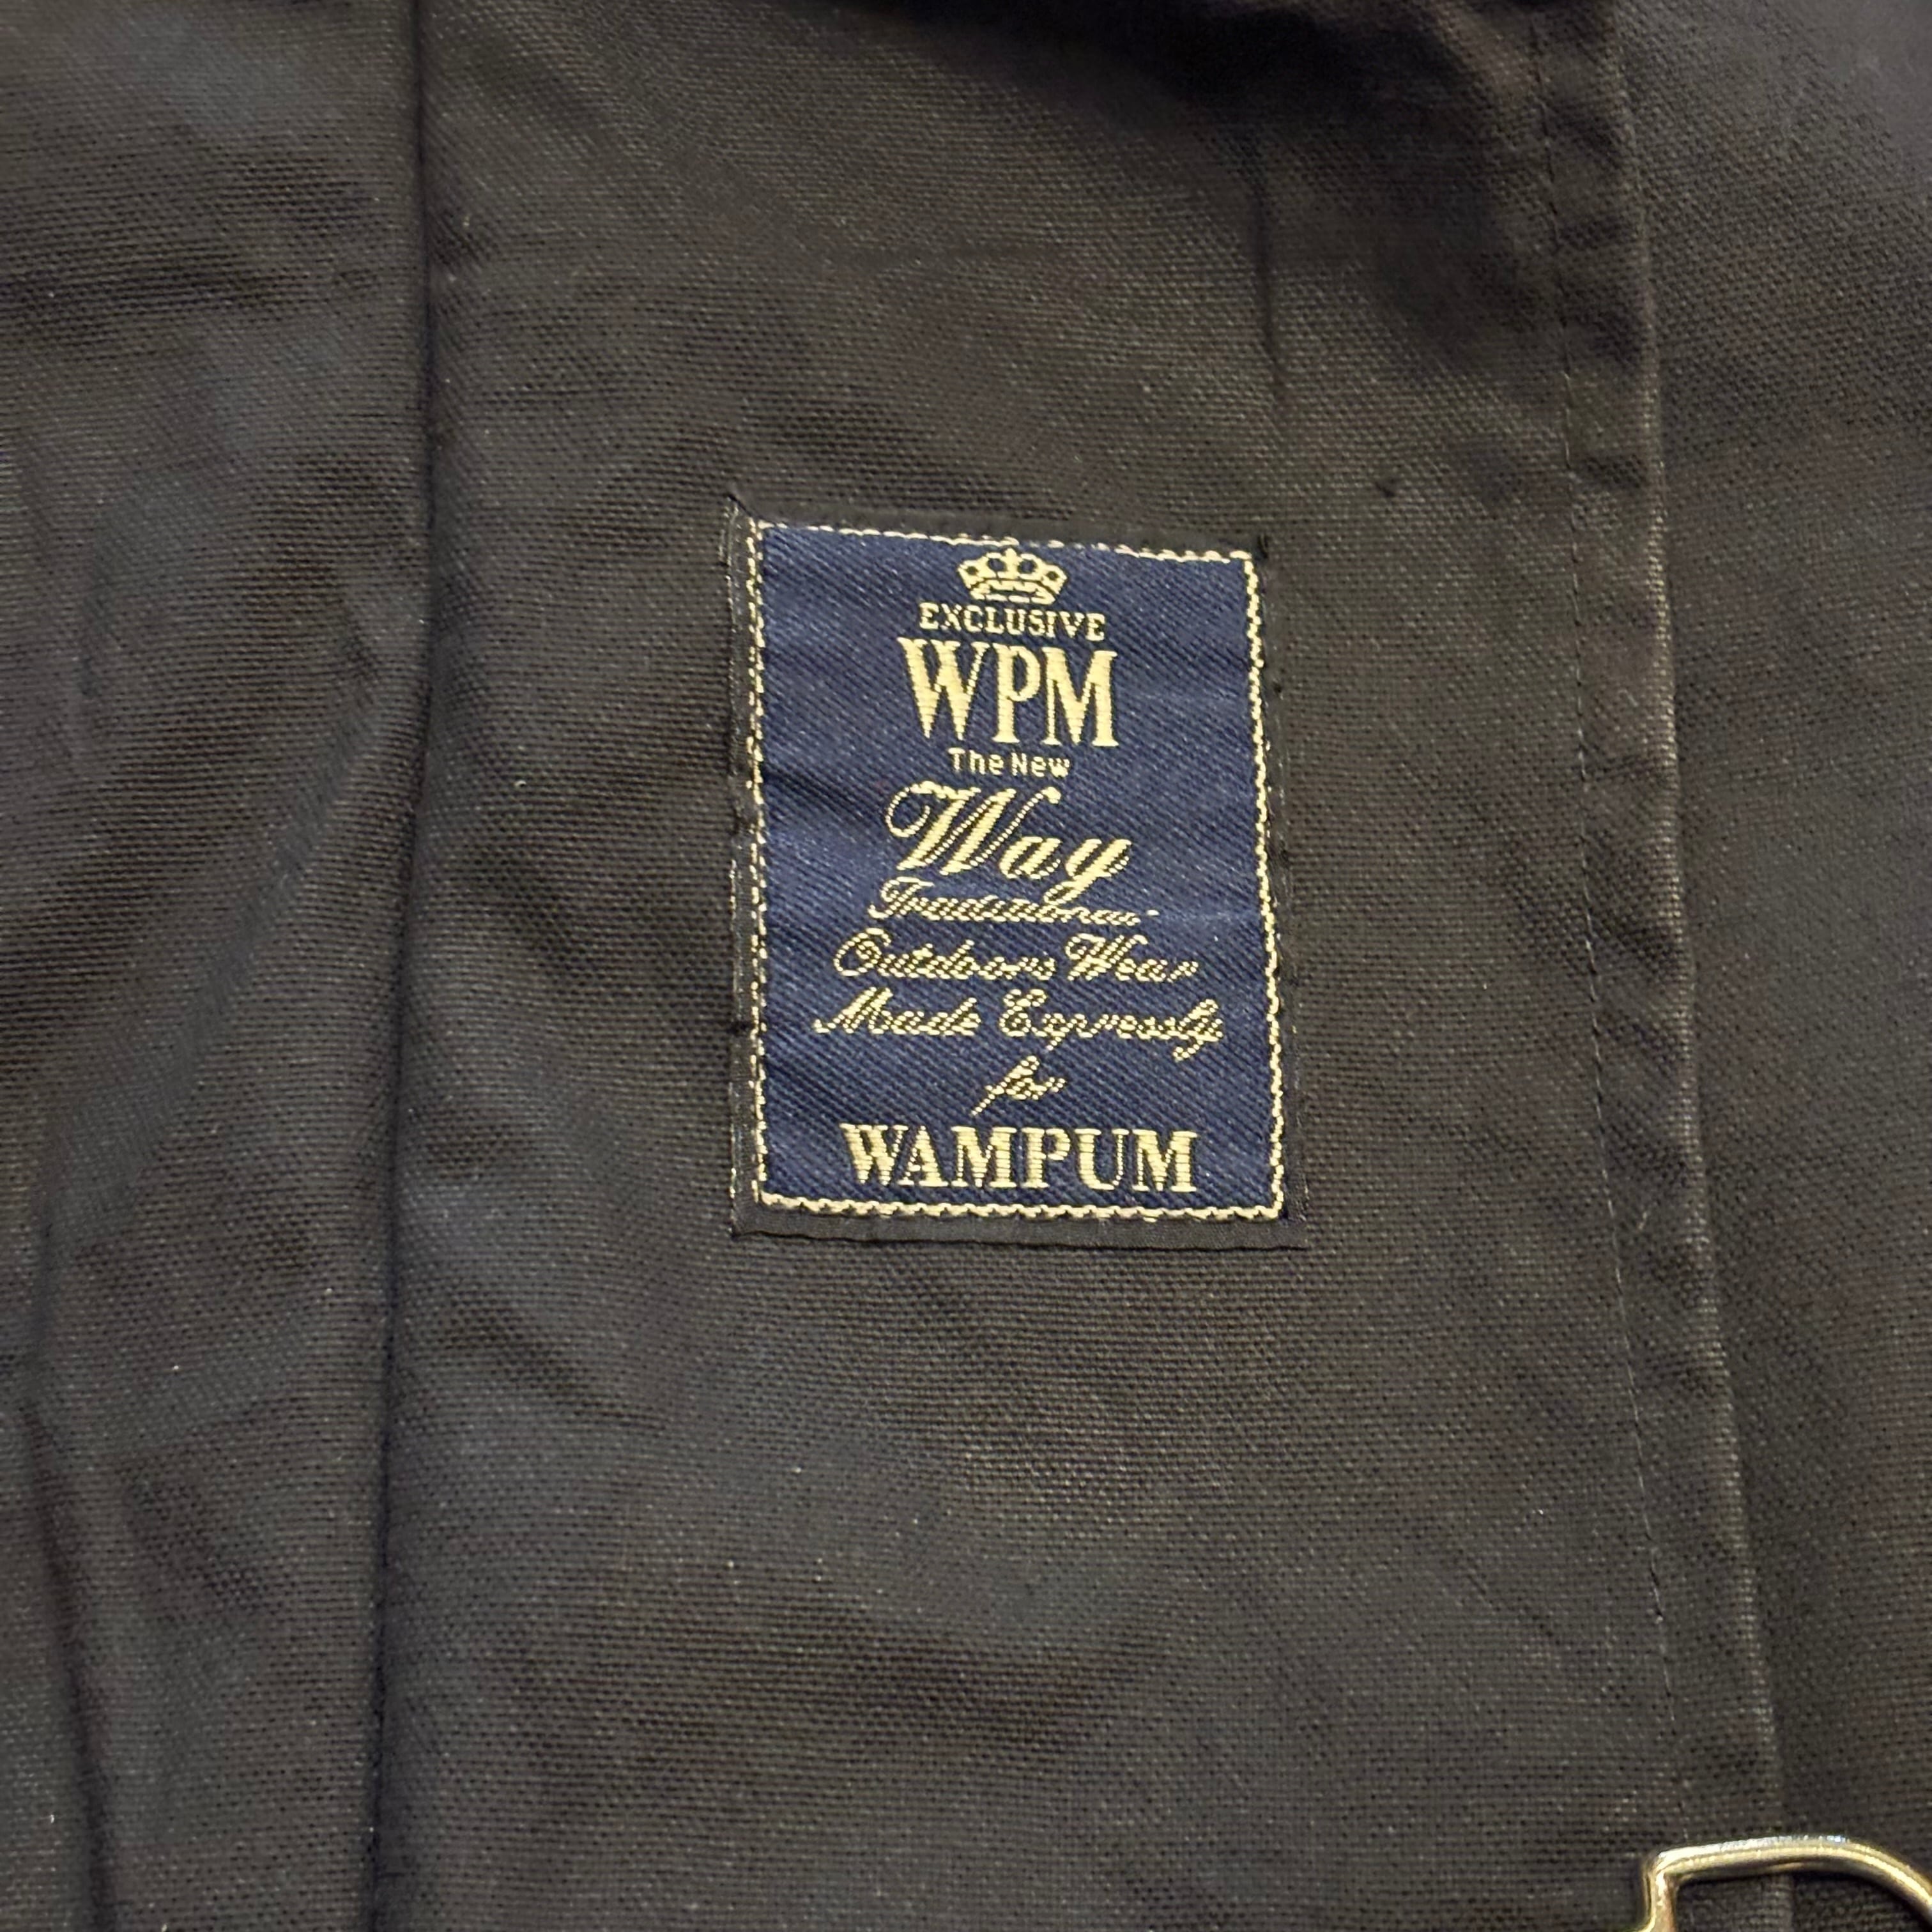 EXCLUSIVE
WPM
The New
Way
Traditional
Outdoors Wear
Made Expressly
for
WAMPUM